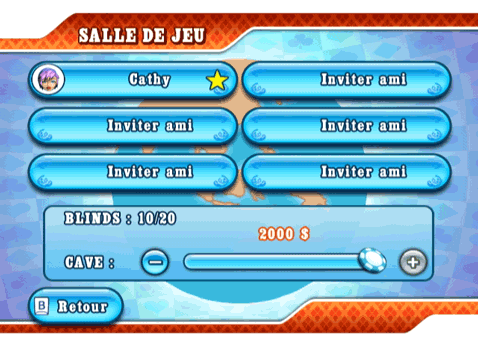 SALLE DE JEU
Cathy
Inviter ami
Inviter ami
Inviter ami
Inviter ami
Inviter ami
BLINDS : 10/20
2000 $
CAVE :
B Retour